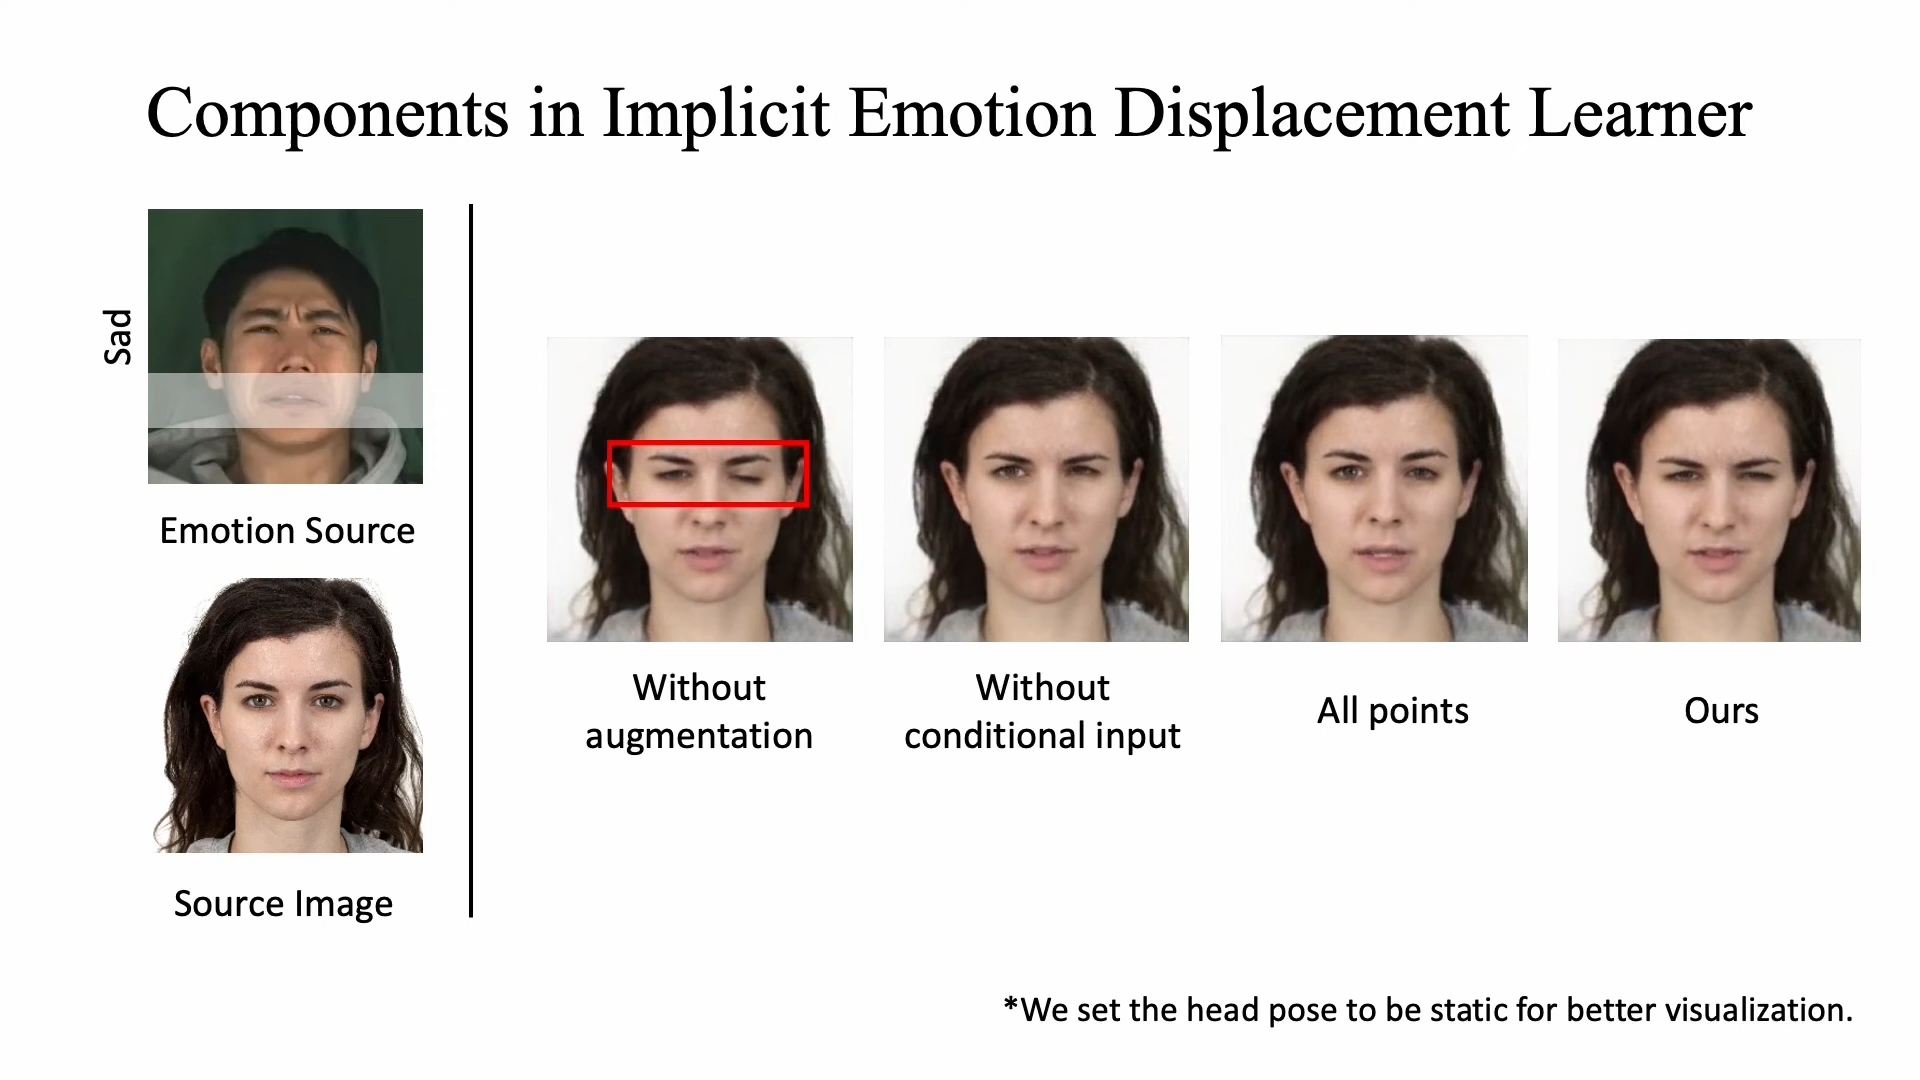 Components in Implicit Emotion Displacement Learner
Sad
Emotion Source
Source Image
Without
augmentation
Without
conditional input
All points
Ours
*We set the head pose to be static for better visualization.